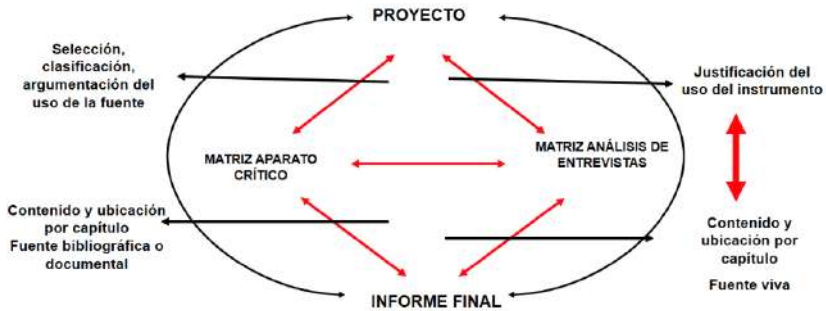 PROYECTO
Selección,
clasificación,
argumentación del
uso de la fuente
Justificación del
uso del instrumento
MATRIZ APARATO
CRÍTICO
MATRIZ ANÁLISIS DE
ENTREVISTAS
Contenido y ubicación
por capítulo
Fuente bibliográfica o
documental
Contenido y
ubicación por
capítulo
Fuente viva
INFORME FINAL